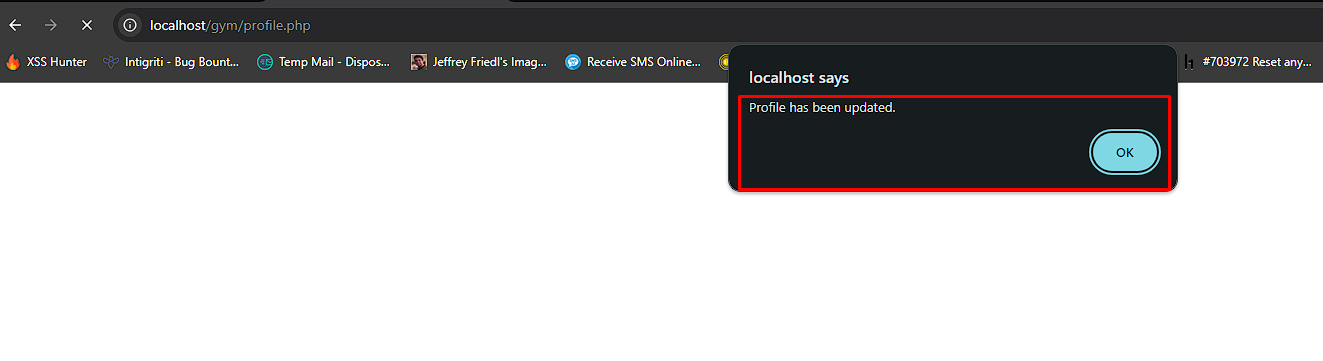 localhost/gym/profile.php
XSS Hunter
Intigriti - Bug Bount...
Temp Mail - Dispos...
Jeffrey Friedl's Imag...
Receive SMS Online...
#703972 Reset any...
localhost says
Profile has been updated.
OK